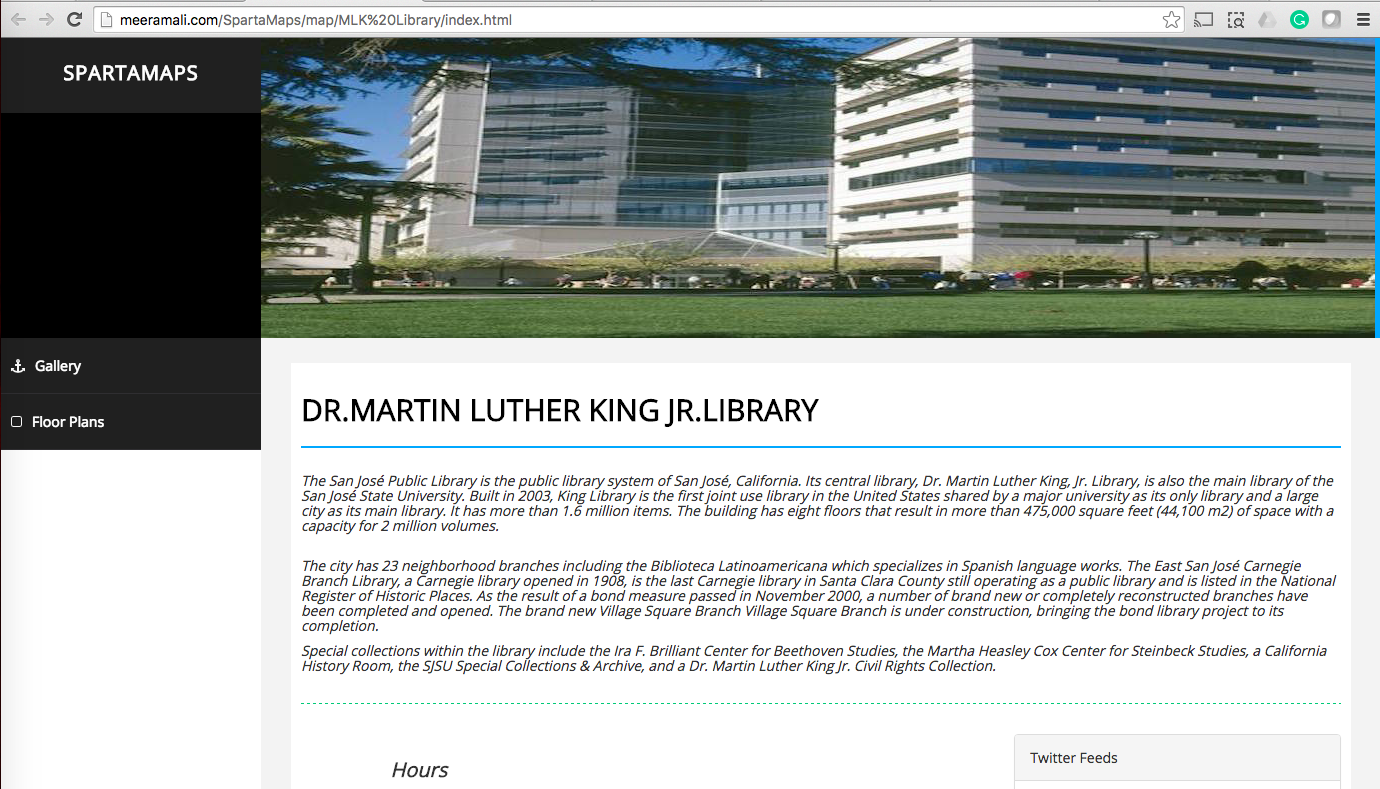 meeramali.com/SpartaMaps/map/MLK%20Library/index.html
SPARTAMAPS
Gallery
Floor Plans
DR.MARTIN LUTHER KING JR.LIBRARY
The San José Public Library is the public library system of San José, California. Its central library, Dr. Martin Luther King, Jr. Library, is also the main library of the
San José State University. Built in 2003, King Library is the first joint use library in the United States shared by a major university as its only library and a large
city as its main library. It has more than 1.6 million items. The building has eight floors that result in more than 475,000 square feet (44,100 m2) of space with a
capacity for 2 million volumes.
The city has 23 neighborhood branches including the Biblioteca Latinoamericana which specializes in Spanish language works. The East San José Carnegie
Branch Library, a Carnegie library opened in 1908, is the last Carnegie library in Santa Clara County still operating as a public library and is listed in the National
Register of Historic Places. As the result of a bond measure passed in November 2000, a number of brand new or completely reconstructed branches have
been completed and opened. The brand new Village Square Branch Village Square Branch is under construction, bringing the bond library project to its
completion.
Special collections within the library include the Ira F. Brilliant Center for Beethoven Studies, the Martha Heasley Cox Center for Steinbeck Studies, a California
History Room, the SJSU Special Collections & Archive, and a Dr. Martin Luther King Jr. Civil Rights Collection.
Hours
Twitter Feeds